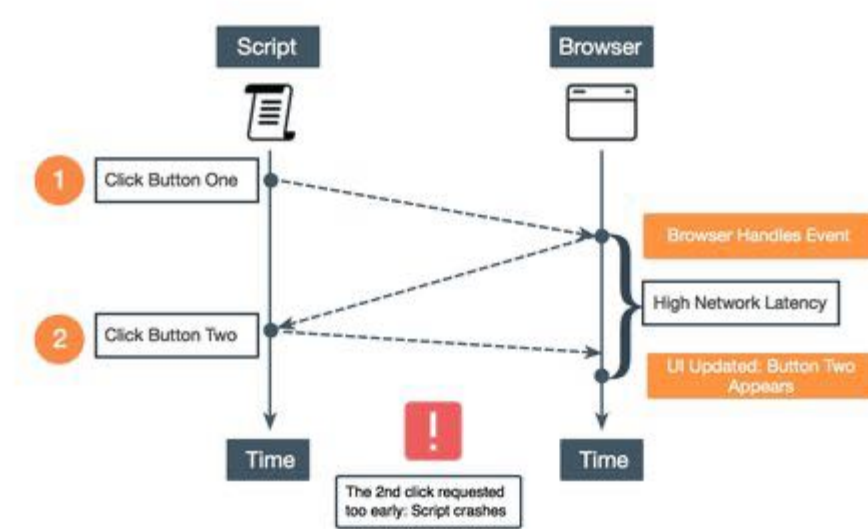 Script
Browser
1
Click Button One
Browser Handles Event
High Network Latency
2
Click Button Two
UI Updated: Button Two
Appears
!
Time
Time
The 2nd click requested
too early: Script crashes